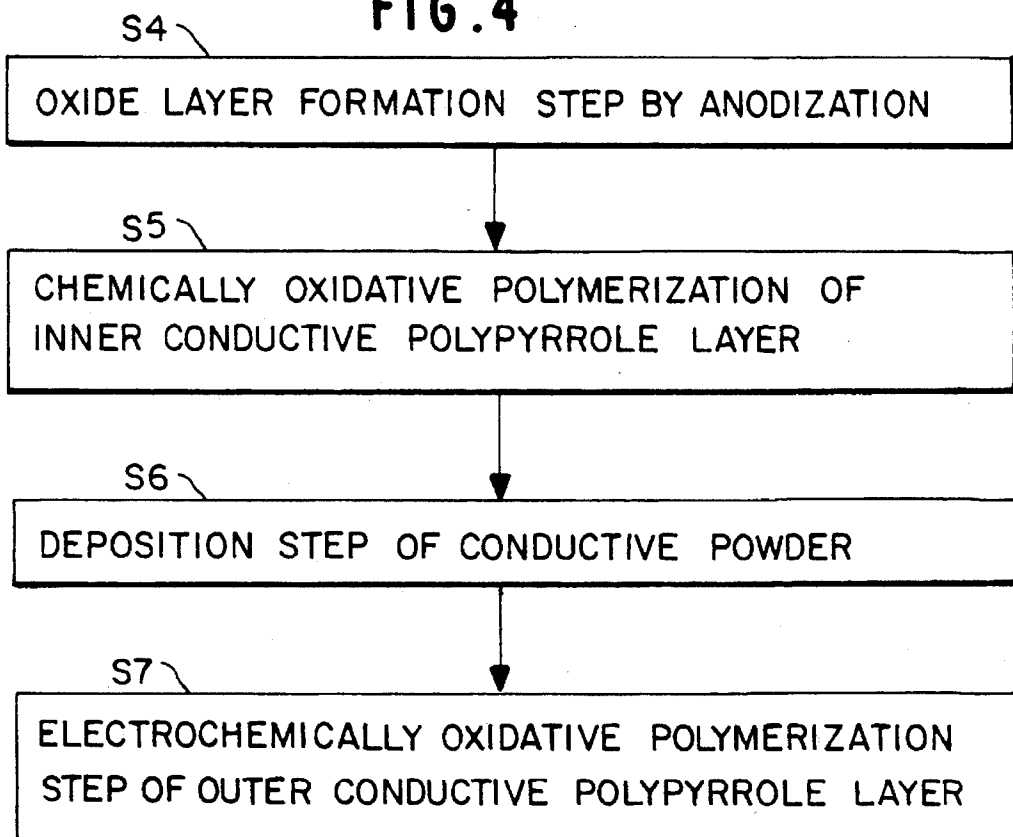 FIG.4
S4
OXIDE LAYER FORMATION STEP BY ANODIZATION
S5
CHEMICALLY OXIDATIVE POLYMERIZATION OF
INNER CONDUCTIVE POLYPYRROLE LAYER
S6
DEPOSITION STEP OF CONDUCTIVE POWDER
S7
ELECTROCHEMICALLY OXIDATIVE POLYMERIZATION
STEP OF OUTER CONDUCTIVE POLYPYRROLE LAYER